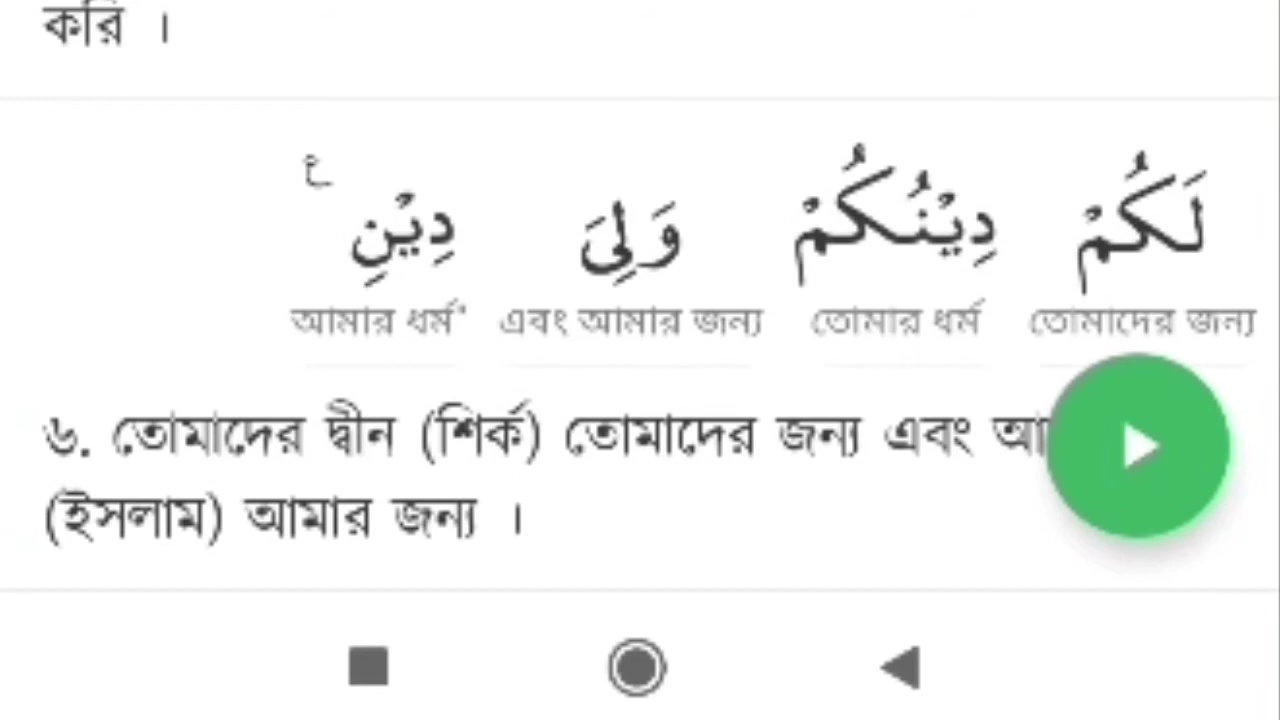 করি ।
لَكُمْ دِيْنُكُمْ وَلِىَ دِيْنِ
তোমাদের জন্য তোমার ধর্ম এবং আমার জন্য আমার ধর্ম"
৬. তোমাদের দ্বীন (শির্ক) তোমাদের জন্য এবং
(ইসলাম) আমার জন্য ।